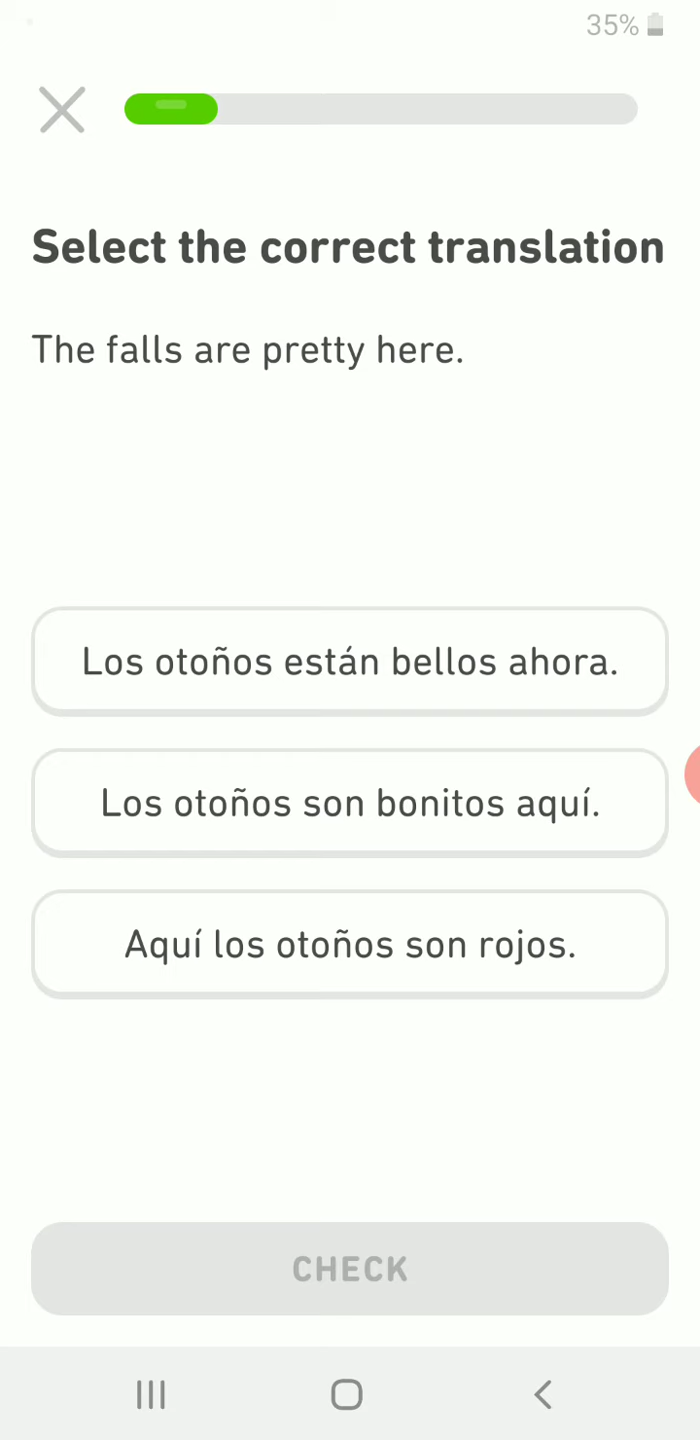 35%
Select the correct translation
The falls are pretty here.
Los otoños están bellos ahora.
Los otoños son bonitos aquí.
Aquí los otoños son rojos.
CHECK